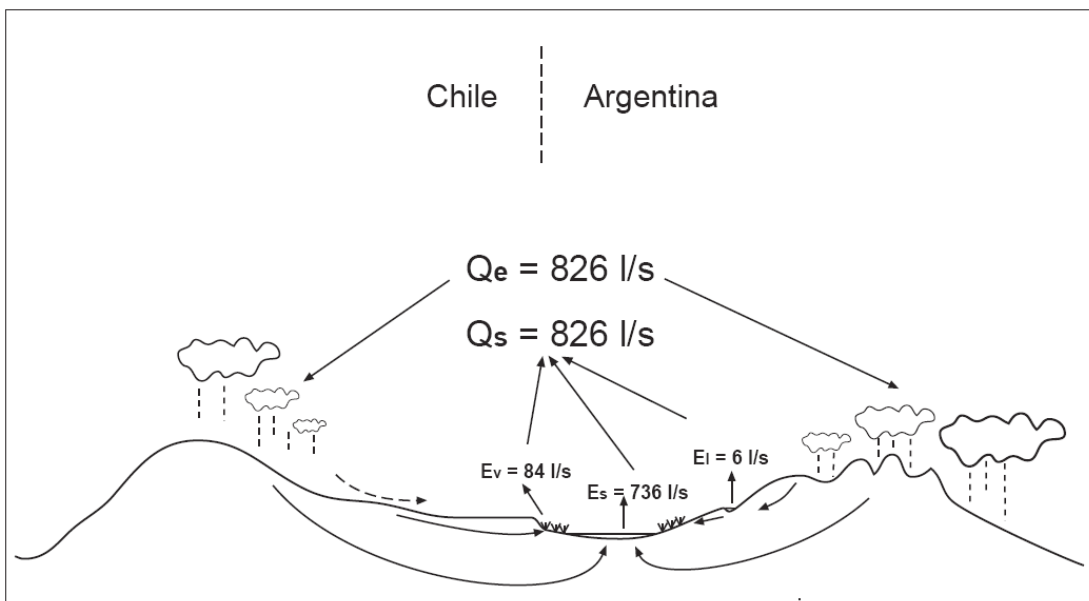 Chile
Argentina
Qe = 826 l/s
Qs = 826 l/s
Ev = 84 l/s
Es = 736 l/s
El = 6 l/s